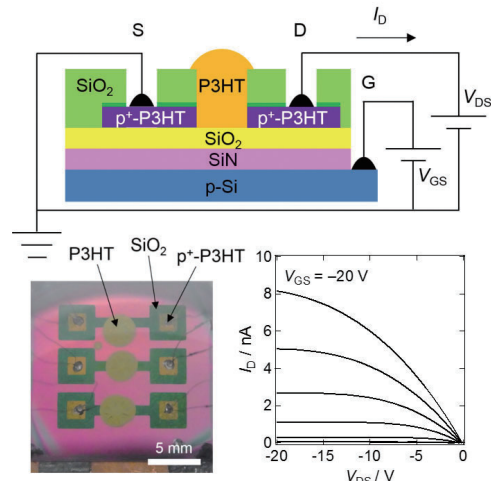 S
D
I_D
SiO₂
P3HT
G
p⁺-P3HT
p⁺-P3HT
SiO₂
SiN
p-Si
V_DS
V_GS
P3HT
SiO₂
p⁺-P3HT
5 mm
V_GS = –20 V
I_D / nA
8
6
4
2
0
-20
-15
-10
-5
0
V_DS / V